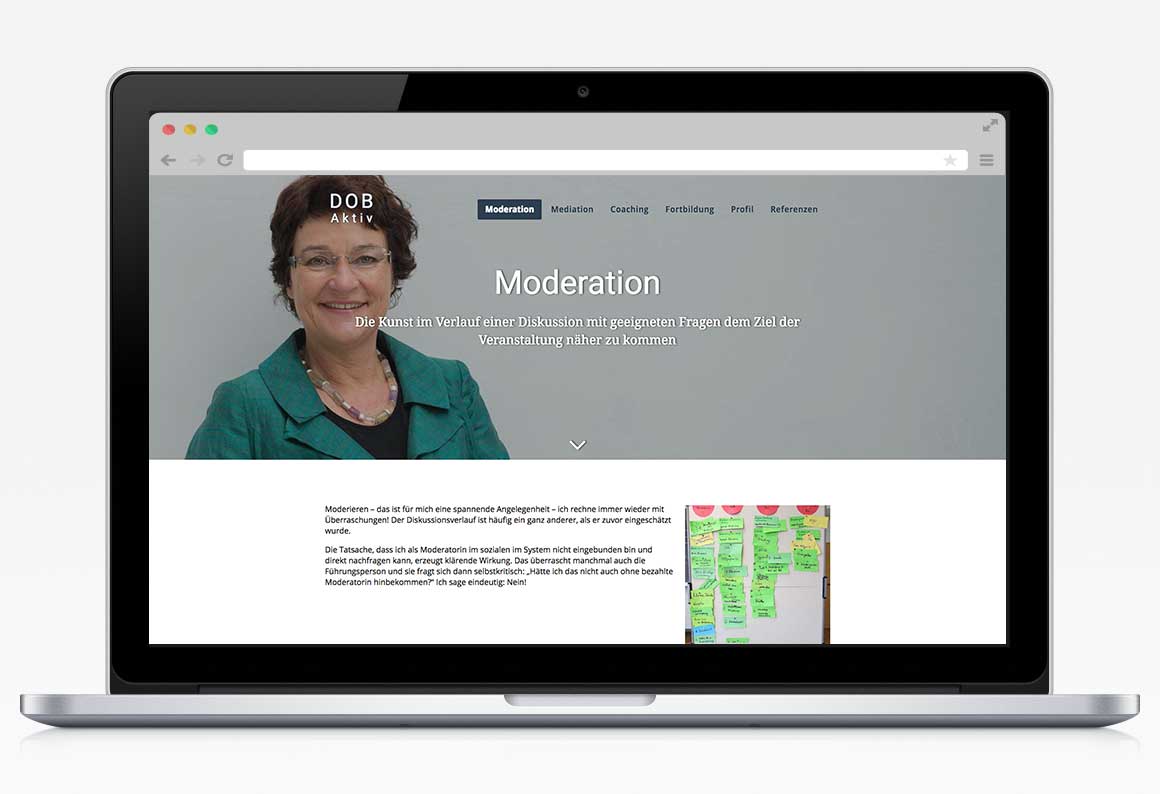 DOB
Aktiv
Moderation Mediation Coaching Fortbildung Profil Referenzen
Moderation
Die Kunst im Verlauf einer Diskussion mit geeigneten Fragen dem Ziel der
Veranstaltung näher zu kommen
Moderieren – das ist für mich eine spannende Angelegenheit – ich rechne immer wieder mit
Überraschungen! Der Diskussionsverlauf ist häufig ein ganz anderer, als er zuvor eingeschätzt
wurde.
Die Tatsache, dass ich als Moderatorin im sozialen im System nicht eingebunden bin und
direkt nachfragen kann, erzeugt klärende Wirkung. Das überrascht manchmal auch die
Führungsperson und sie fragt sich dann selbstkritisch: „Hätte ich das nicht auch ohne bezahlte
Moderatorin hinbekommen?“ Ich sage eindeutig: Nein!